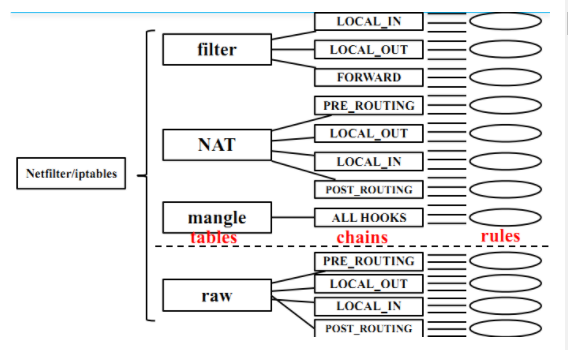 LOCAL_IN
filter
LOCAL_OUT
FORWARD
PRE_ROUTING
NAT
LOCAL_OUT
LOCAL_IN
Netfilter/iptables
POST_ROUTING
mangle
ALL HOOKS
tables
chains
rules
PRE_ROUTING
LOCAL_OUT
raw
LOCAL_IN
POST_ROUTING